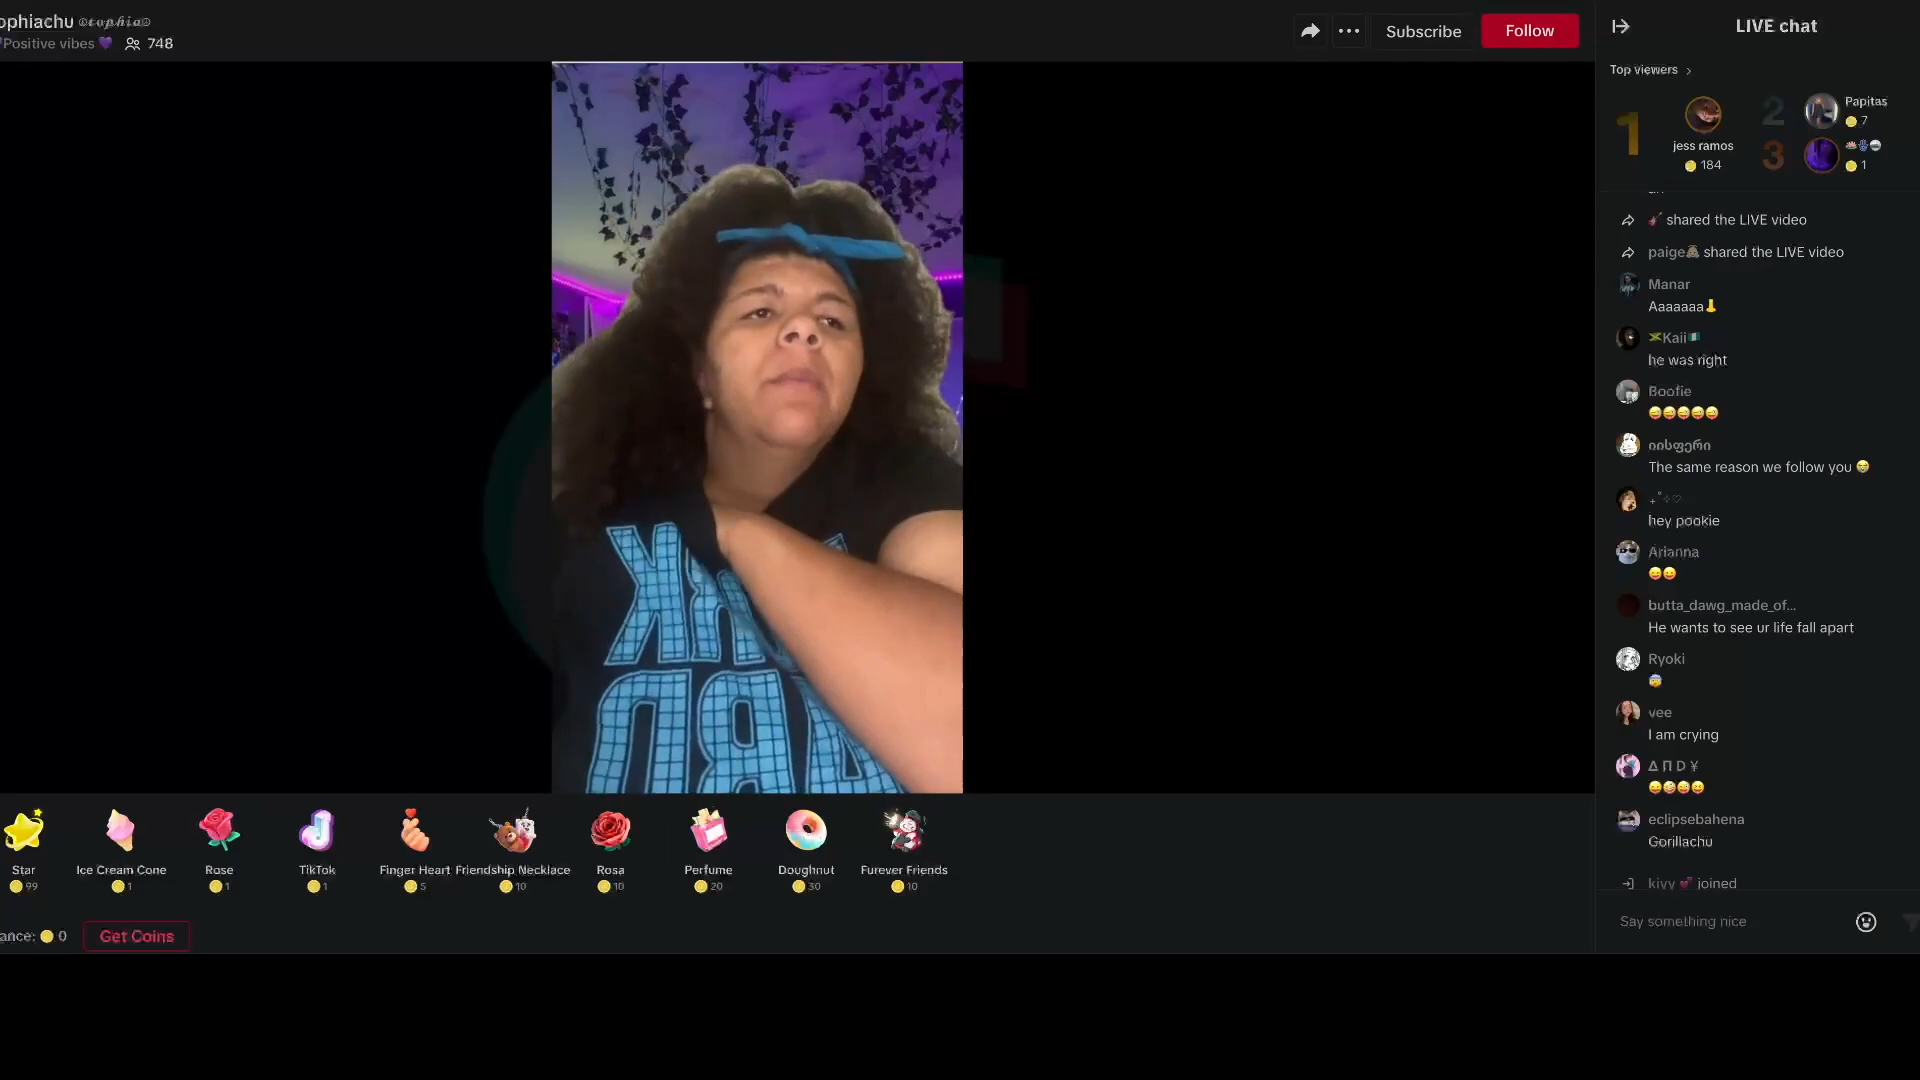 ophiachu @tophia
Positive vibes 💜 748
Subscribe
Follow
LIVE chat
Top viewers >
1
jess ramos
184
2
Papitas
7
3
1
shared the LIVE video
paige shared the LIVE video
Manar
Aaaaaaa👃
Kaii
he was right
Boofie
😜😜😜😜😜
იისფერი
The same reason we follow you 😁
hey pookie
Arianna
😛😛
butta_dawg_made_of...
He wants to see ur life fall apart
Ryoki
🤯
vee
I am crying
Δ Π D ¥
😛🤪😜😛
eclipsebahena
Gorillachu
kivy 💕 joined
Say something nice
Star
99
Ice Cream Cone
1
Rose
1
TikTok
1
Finger Heart
5
Friendship Necklace
10
Rosa
10
Perfume
20
Doughnut
30
Furever Friends
10
ance: 0
Get Coins